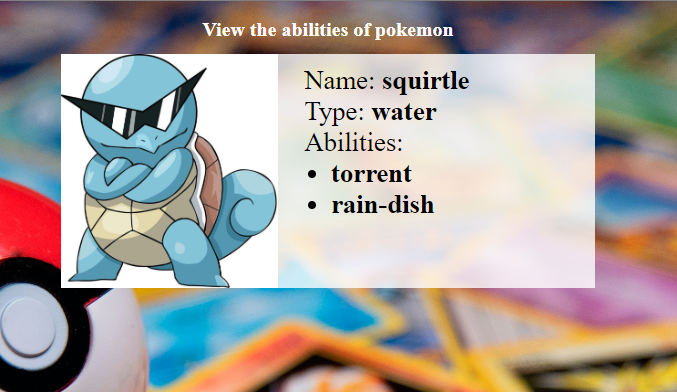 View the abilities of pokemon
Name: squirtle
Type: water
Abilities:
• torrent
• rain-dish